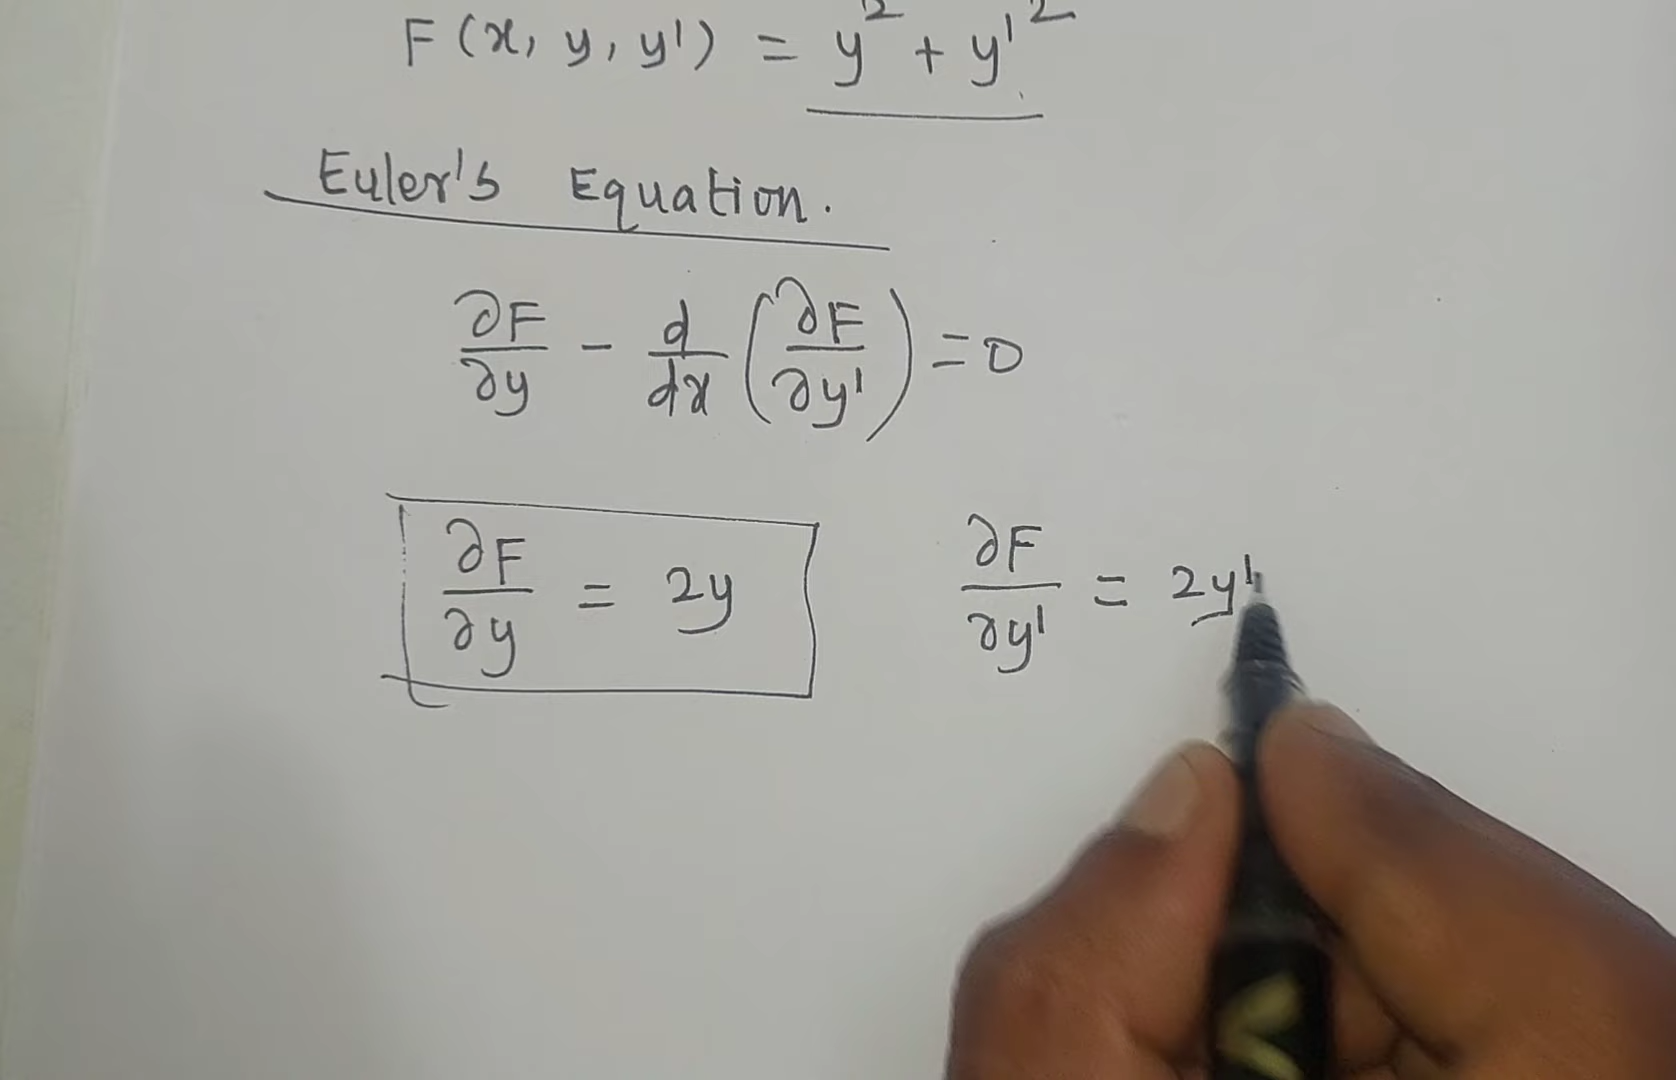 F(x, y, y') = y² + y'²
Euler's Equation.
∂F/∂y - d/dx (∂F/∂y') = 0
∂F/∂y = 2y ∂F/∂y' = 2y'